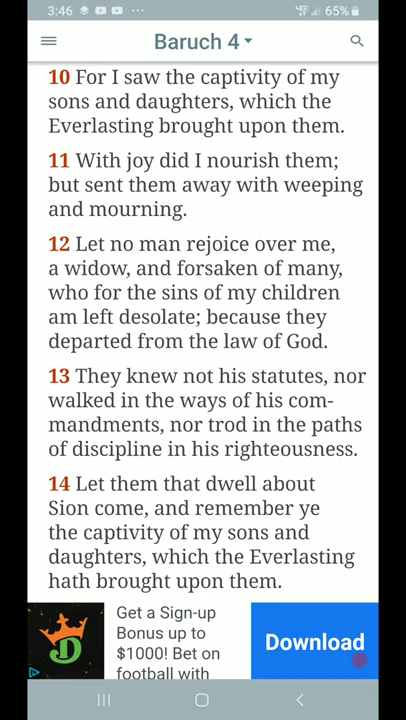 3:46
65%
Baruch 4
10 For I saw the captivity of my
sons and daughters, which the
Everlasting brought upon them.
11 With joy did I nourish them;
but sent them away with weeping
and mourning.
12 Let no man rejoice over me,
a widow, and forsaken of many,
who for the sins of my children
am left desolate; because they
departed from the law of God.
13 They knew not his statutes, nor
walked in the ways of his com-
mandments, nor trod in the paths
of discipline in his righteousness.
14 Let them that dwell about
Sion come, and remember ye
the captivity of my sons and
daughters, which the Everlasting
hath brought upon them.
Get a Sign-up
Bonus up to
$1000! Bet on
football with
Download